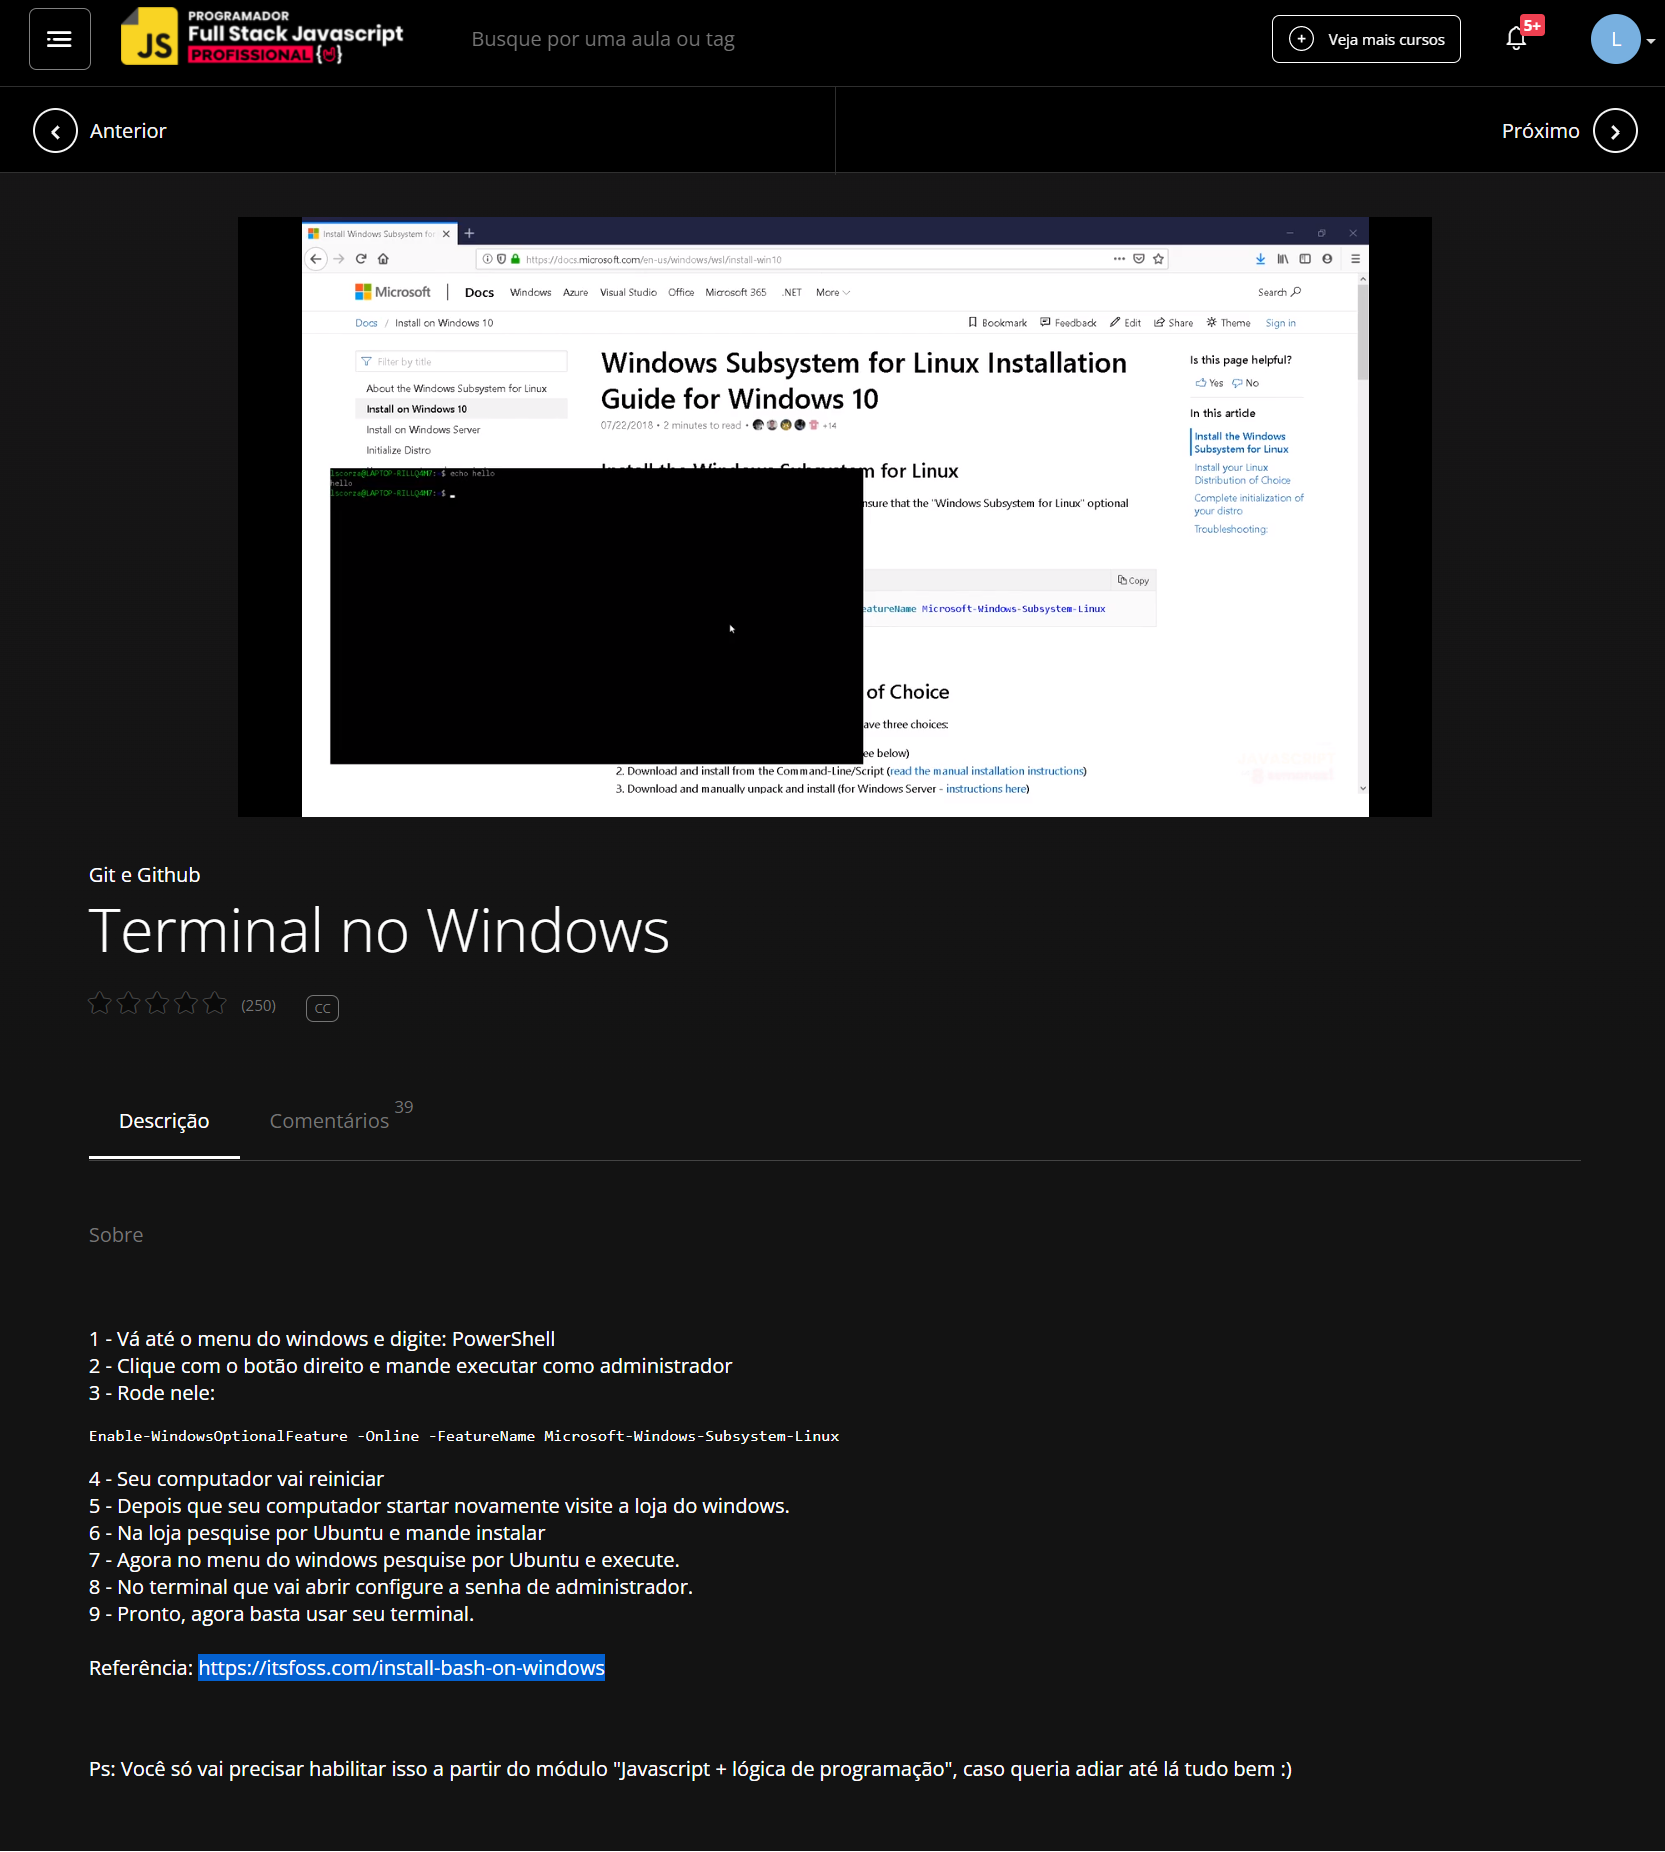 PROGRAMADOR
JS Full Stack Javascript
PROFISSIONAL
Busque por uma aula ou tag
Veja mais cursos
5+
L
Anterior
Próximo
Install Windows Subsystem for
https://docs.microsoft.com/en-us/windows/wsl/install-win10
Microsoft Docs Windows Azure Visual Studio Office Microsoft 365 .NET More
Search
Docs / Install on Windows 10
Bookmark Feedback Edit Share Theme Sign in
Filter by title
About the Windows Subsystem for Linux
Install on Windows 10
Install on Windows Server
Initialize Distro
Windows Subsystem for Linux Installation
Guide for Windows 10
07/22/2018 • 2 minutes to read • +14
Is this page helpful?
Yes No
In this article
Install the Windows
Subsystem for Linux
Install your Linux
Distribution of Choice
Complete initialization of
your distro
Troubleshooting:
Install the Windows Subsystem for Linux
nsure that the "Windows Subsystem for Linux" optional
lscorza@LAPTOP-RILLQ4M7: $ echo hello
hello
lscorza@LAPTOP-RILLQ4M7: $
Copy
eatureName Microsoft-Windows-Subsystem-Linux
of Choice
ave three choices:
ee below)
2. Download and install from the Command-Line/Script (read the manual installation instructions)
3. Download and manually unpack and install (for Windows Server - instructions here)
Git e Github
Terminal no Windows
(250) CC
Descrição
Comentários 39
Sobre
1 - Vá até o menu do windows e digite: PowerShell
2 - Clique com o botão direito e mande executar como administrador
3 - Rode nele:
Enable-WindowsOptionalFeature -Online -FeatureName Microsoft-Windows-Subsystem-Linux
4 - Seu computador vai reiniciar
5 - Depois que seu computador startar novamente visite a loja do windows.
6 - Na loja pesquise por Ubuntu e mande instalar
7 - Agora no menu do windows pesquise por Ubuntu e execute.
8 - No terminal que vai abrir configure a senha de administrador.
9 - Pronto, agora basta usar seu terminal.
Referência: https://itsfoss.com/install-bash-on-windows
Ps: Você só vai precisar habilitar isso a partir do módulo "Javascript + lógica de programação", caso queria adiar até lá tudo bem :)